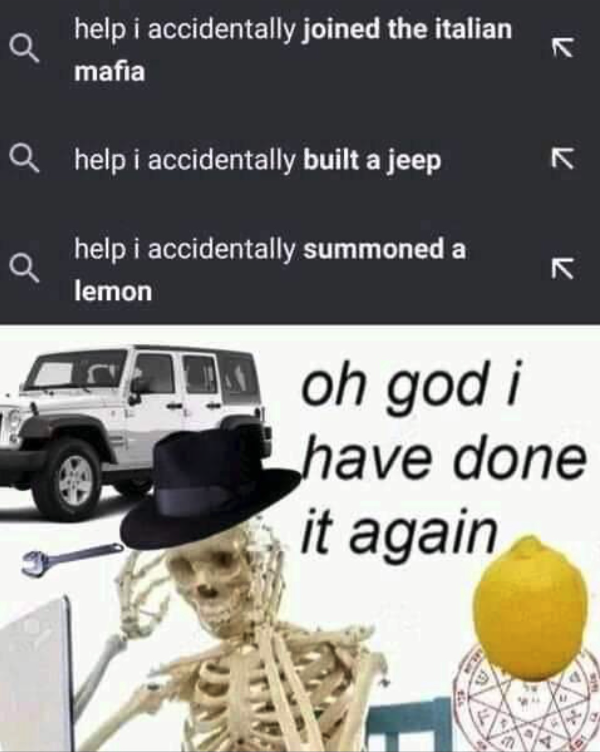 help i accidentally joined the italian
mafia
help i accidentally built a jeep
help i accidentally summoned a
lemon
oh god i
have done
it again